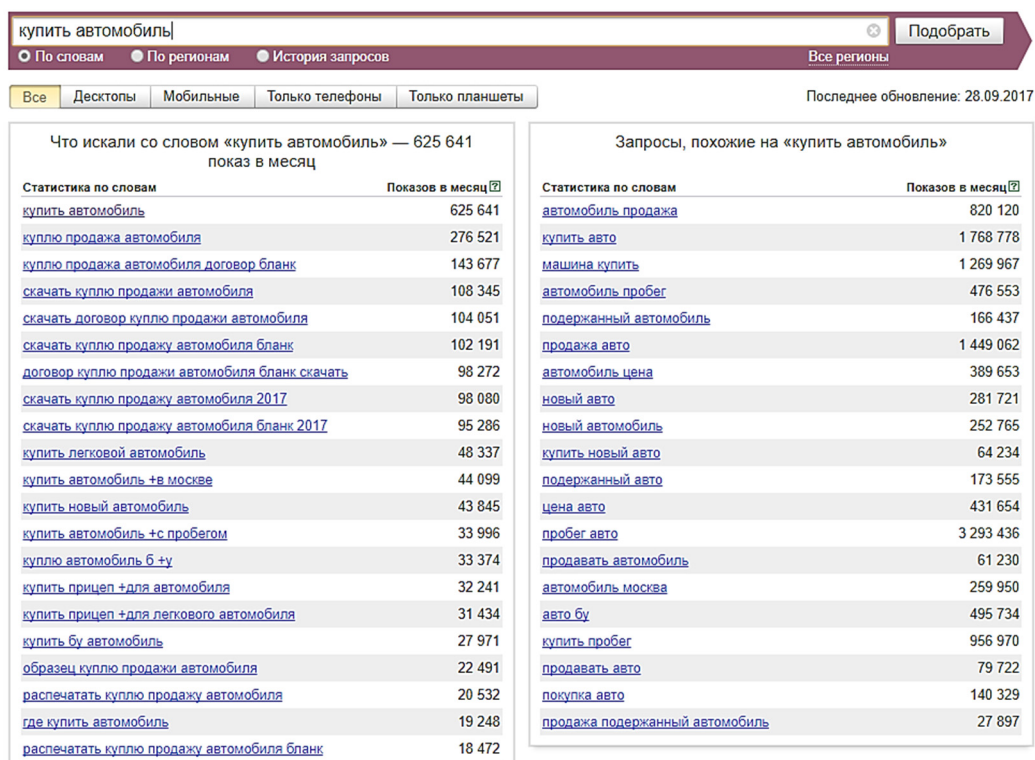 купить автомобиль
Подобрать
По словам По регионам История запросов Все регионы
Все Десктопы Мобильные Только телефоны Только планшеты Последнее обновление: 28.09.2017
Что искали со словом «купить автомобиль» — 625 641
показ в месяц
Статистика по словам Показов в месяц ?
купить автомобиль 625 641
куплю продажа автомобиля 276 521
куплю продажа автомобиля договор бланк 143 677
скачать куплю продажи автомобиля 108 345
скачать договор куплю продажи автомобиля 104 051
скачать куплю продажу автомобиля бланк 102 191
договор куплю продажи автомобиля бланк скачать 98 272
скачать куплю продажу автомобиля 2017 98 080
скачать куплю продажу автомобиля бланк 2017 95 286
купить легковой автомобиль 48 337
купить автомобиль +в москве 44 099
купить новый автомобиль 43 845
купить автомобиль +с пробегом 33 996
куплю автомобиль б +у 33 374
купить прицеп +для автомобиля 32 241
купить прицеп +для легкового автомобиля 31 434
купить бу автомобиль 27 971
образец куплю продажи автомобиля 22 491
распечатать куплю продажу автомобиля 20 532
где купить автомобиль 19 248
распечатать куплю продажу автомобиля бланк 18 472
Запросы, похожие на «купить автомобиль»
Статистика по словам Показов в месяц ?
автомобиль продажа 820 120
купить авто 1 768 778
машина купить 1 269 967
автомобиль пробег 476 553
подержанный автомобиль 166 437
продажа авто 1 449 062
автомобиль цена 389 653
новый авто 281 721
новый автомобиль 252 765
купить новый авто 64 234
подержанный авто 173 555
цена авто 431 654
пробег авто 3 293 436
продавать автомобиль 61 230
автомобиль москва 259 950
авто бу 495 734
купить пробег 956 970
продавать авто 79 722
покупка авто 140 329
продажа подержанный автомобиль 27 897